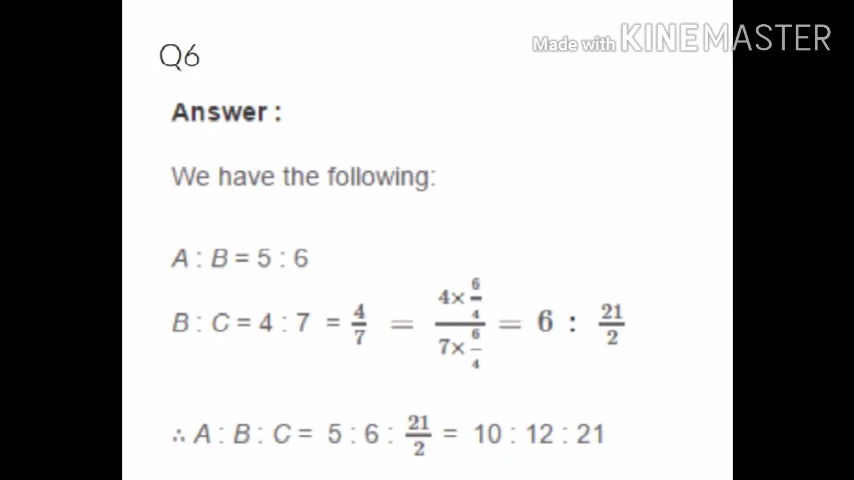 Made with KINEMASTER
Q6
Answer :
We have the following:
A : B = 5 : 6
B : C = 4 : 7 = 4/7 = (4× 6/4)/(7× 6/4) = 6 : 21/2
∴ A : B : C = 5 : 6 : 21/2 = 10 : 12 : 21